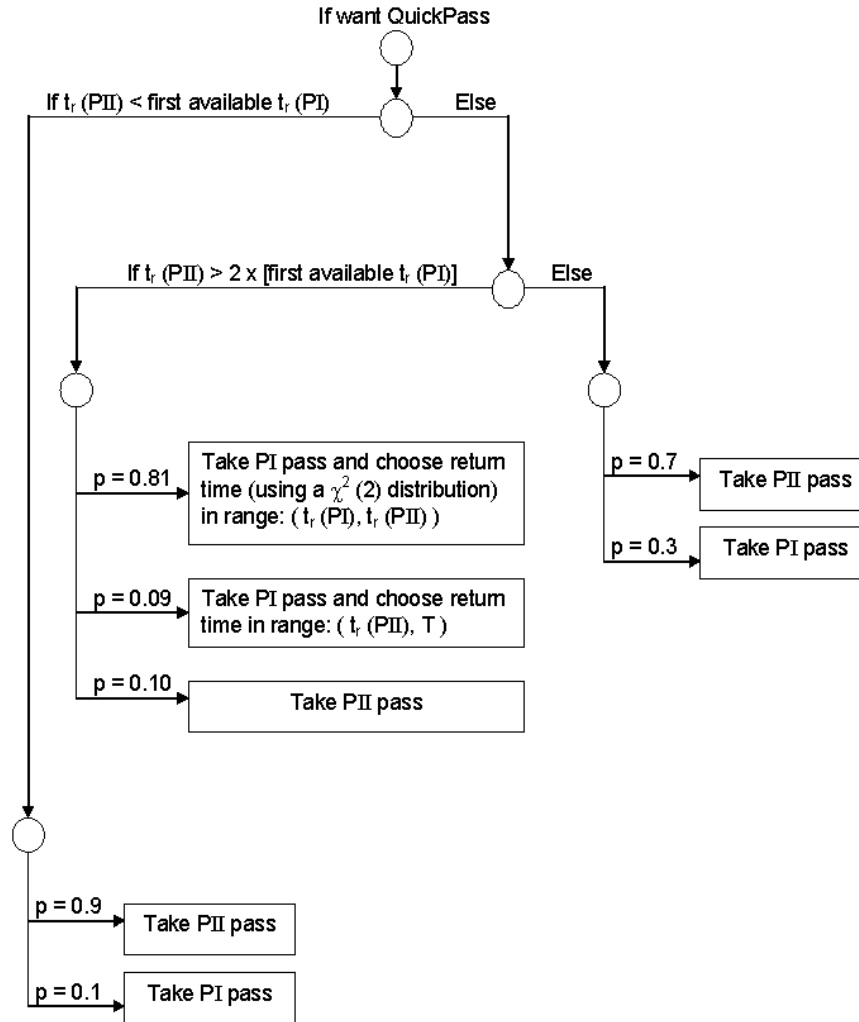 If want QuickPass
If tᵣ (PII) < first available tᵣ (PI)
Else
If tᵣ (PII) > 2 x [first available tᵣ (PI)]
Else
p = 0.81
Take PI pass and choose return
time (using a χ² (2) distribution)
in range: ( tᵣ (PI), tᵣ (PII) )
p = 0.09
Take PI pass and choose return
time in range: ( tᵣ (PII), T )
p = 0.10
Take PII pass
p = 0.7
Take PII pass
p = 0.3
Take PI pass
p = 0.9
Take PII pass
p = 0.1
Take PI pass